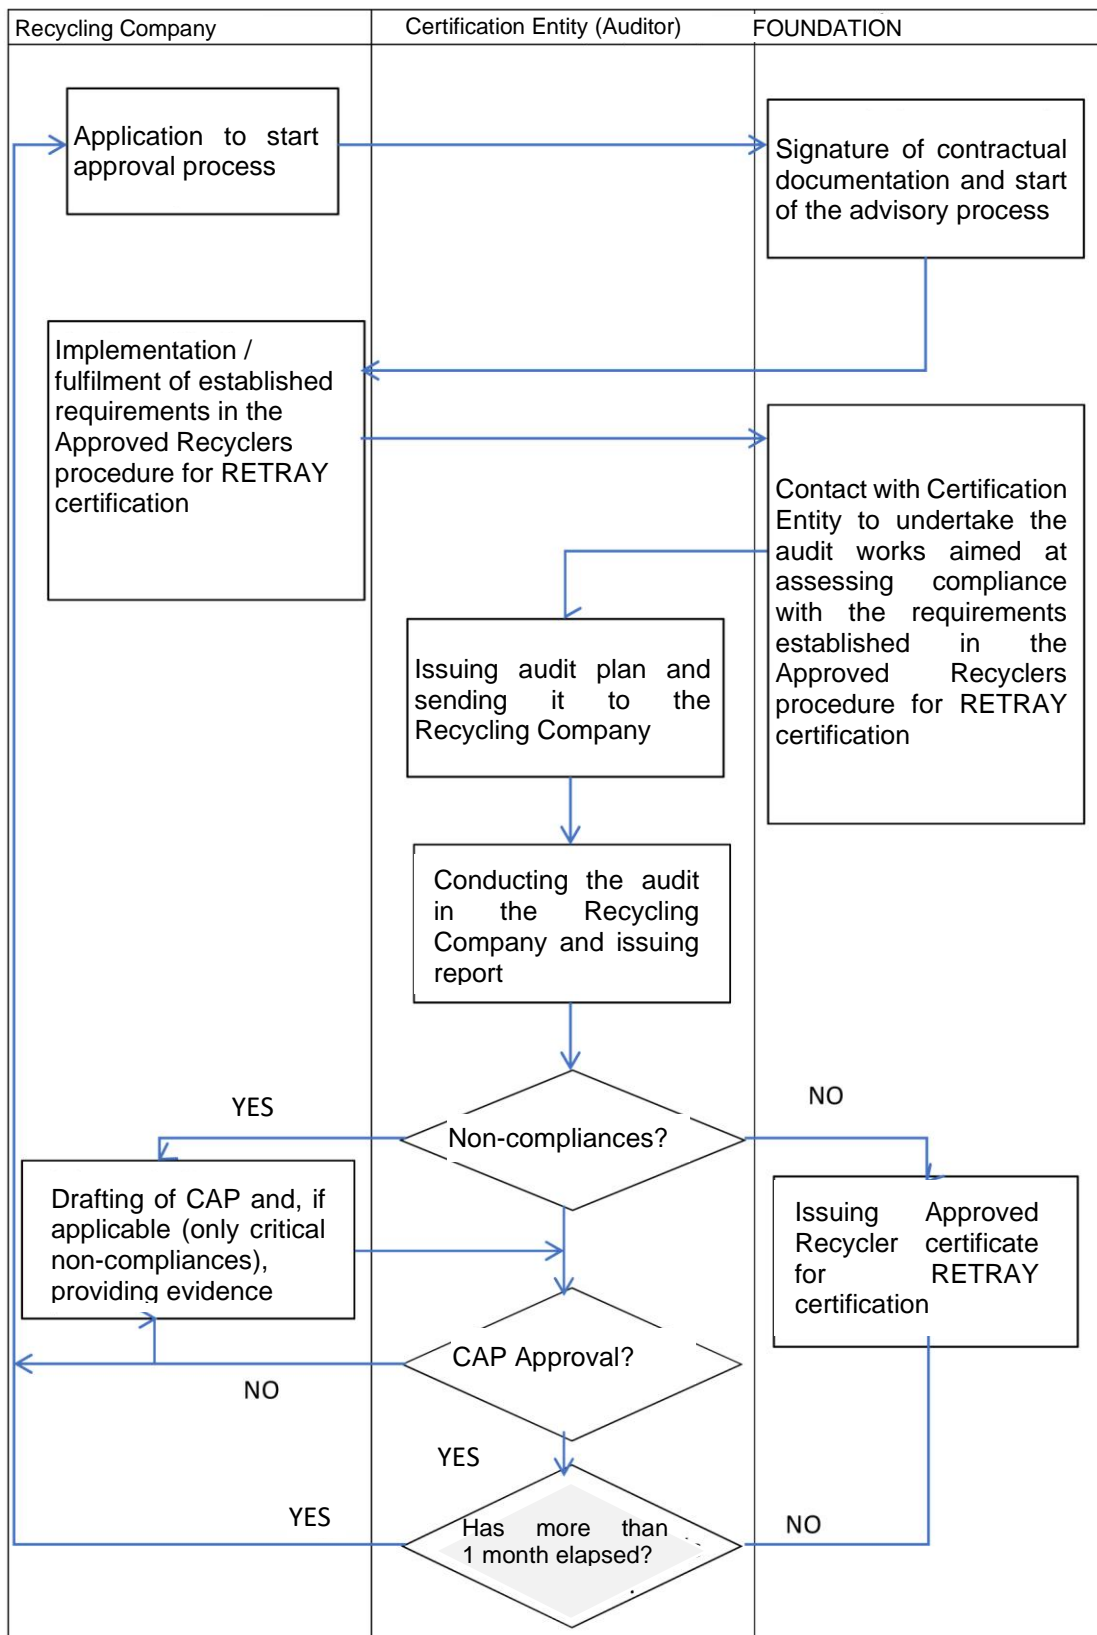 Recycling Company
Certification Entity (Auditor)
FOUNDATION
Application to start
approval process
Signature of contractual
documentation and start
of the advisory process
Implementation /
fulfilment of established
requirements in the
Approved Recyclers
procedure for RETRAY
certification
Contact with Certification
Entity to undertake the
audit works aimed at
assessing compliance
with the requirements
established in the
Approved Recyclers
procedure for RETRAY
certification
Issuing audit plan and
sending it to the
Recycling Company
Conducting the audit
in the Recycling
Company and issuing
report
YES
Non-compliances?
NO
Drafting of CAP and, if
applicable (only critical
non-compliances),
providing evidence
Issuing Approved
Recycler certificate
for RETRAY
certification
CAP Approval?
NO
YES
YES
Has more than
1 month elapsed?
NO